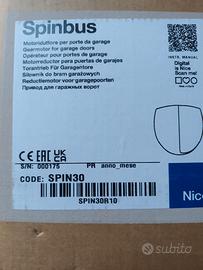 Spinbus
Motoriduttore per porte da garage
Gearmotor for garage doors
Opérateur pour portes de garage
Motorreductor para puertas de garajes
Torantrieb Für Garagentore
Siłownik do bram garażowych
Reductiemotor voor garagepoorten
Привод для гаражных ворот
INSTR. MANUAL
Digital
is Nice
Scan me!
CE EAC UK CA
S/N: 000175
PR anno_mese
CODE: SPIN30
SPIN30R10
Nice
subito